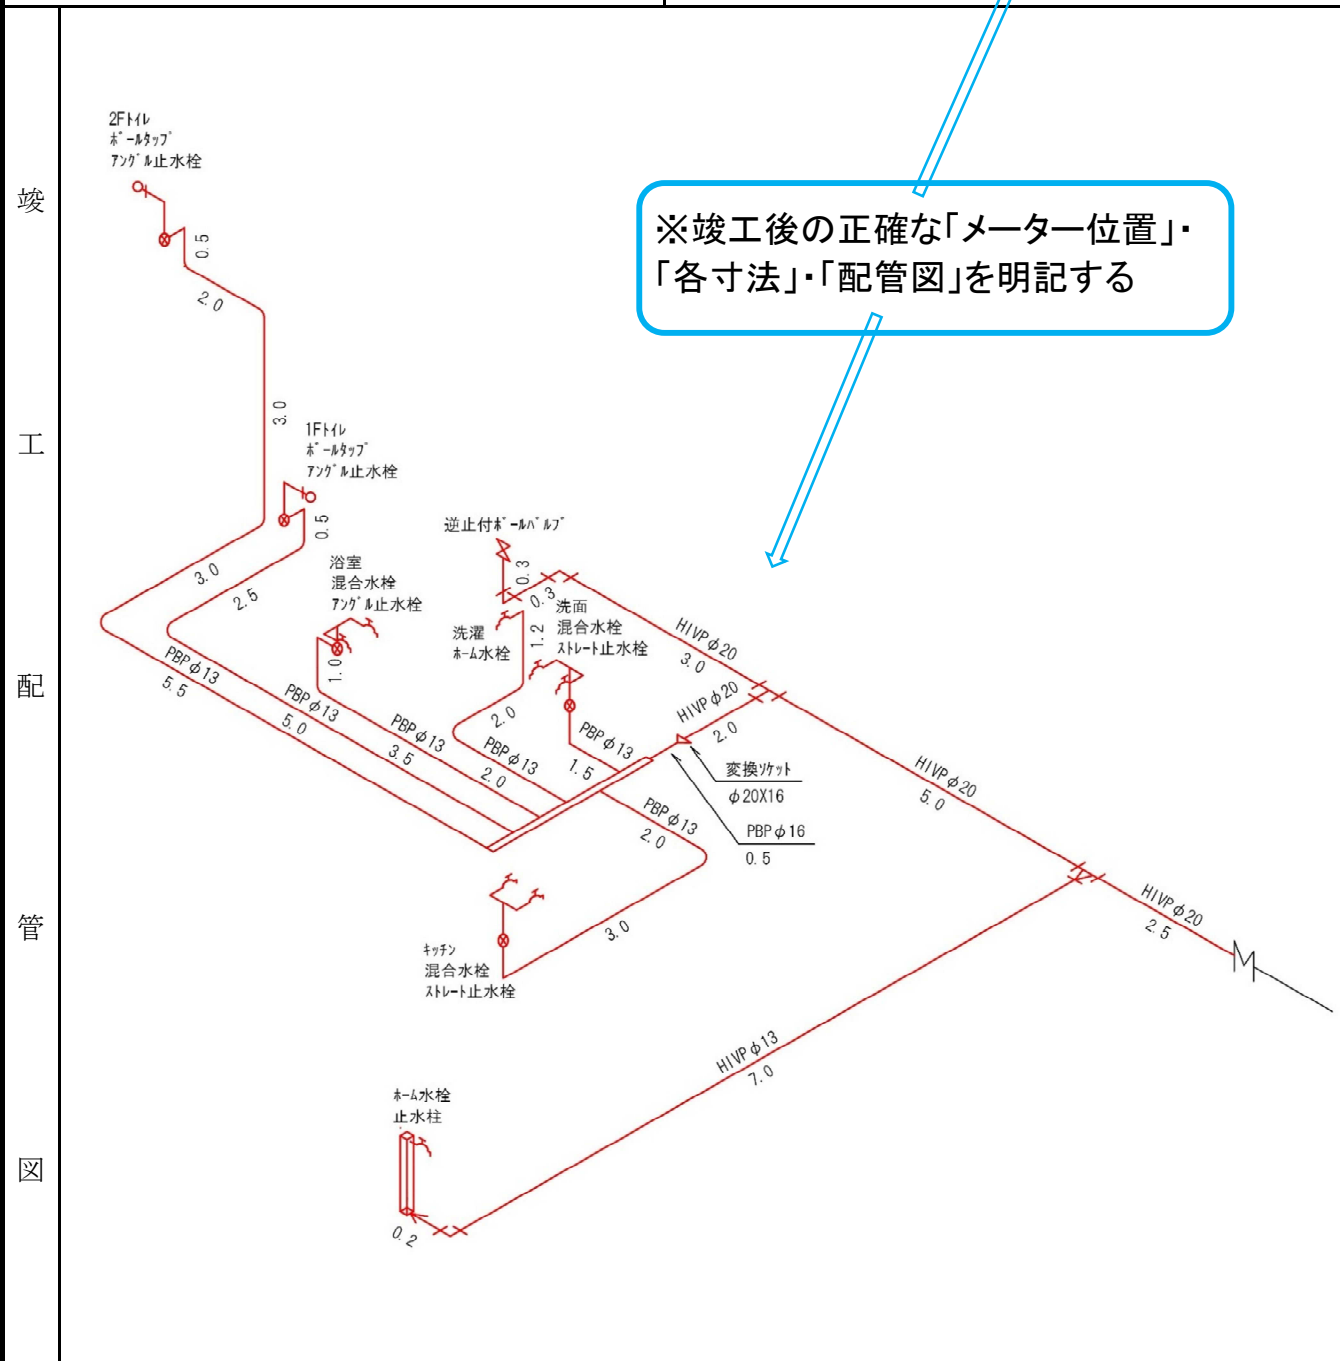 竣工配管図
2Fﾄｲﾚ
ﾎﾞｰﾙﾀｯﾌﾟ
ｱﾝｸﾞﾙ止水栓
0.5
2.0
3.0
※竣工後の正確な「メーター位置」・
「各寸法」・「配管図」を明記する
1Fﾄｲﾚ
ﾎﾞｰﾙﾀｯﾌﾟ
ｱﾝｸﾞﾙ止水栓
0.5
3.0
2.5
逆止付ﾎﾞｰﾙﾊﾞﾙﾌﾞ
0.3
0.3
浴室
混合水栓
ｱﾝｸﾞﾙ止水栓
1.0
洗濯
ﾎｰﾑ水栓
1.2
洗面
混合水栓
ｽﾄﾚｰﾄ止水栓
HIVPφ20
3.0
PBPφ13
5.5
PBPφ13
5.0
PBPφ13
3.5
2.0
PBPφ13
2.0
PBPφ13
1.5
HIVPφ20
2.0
変換ｿｹｯﾄ
φ20X16
PBPφ16
0.5
PBPφ13
2.0
HIVPφ20
5.0
3.0
HIVPφ20
2.5
M
ｷｯﾁﾝ
混合水栓
ｽﾄﾚｰﾄ止水栓
HIVPφ13
7.0
ﾎｰﾑ水栓
止水柱
0.2